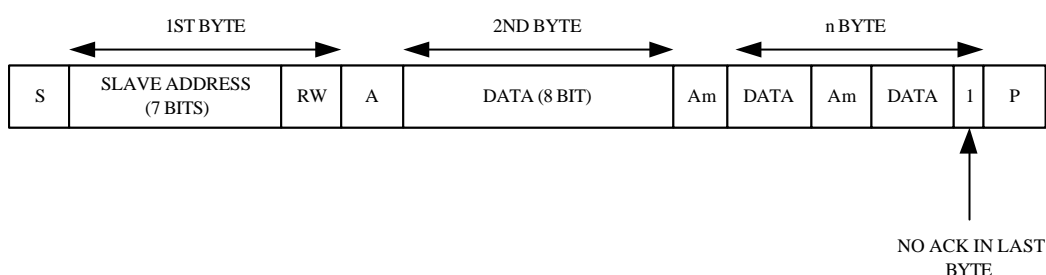 1ST BYTE
2ND BYTE
n BYTE
S
SLAVE ADDRESS
(7 BITS)
RW
A
DATA (8 BIT)
Am
DATA
Am
DATA
1
P
NO ACK IN LAST
BYTE